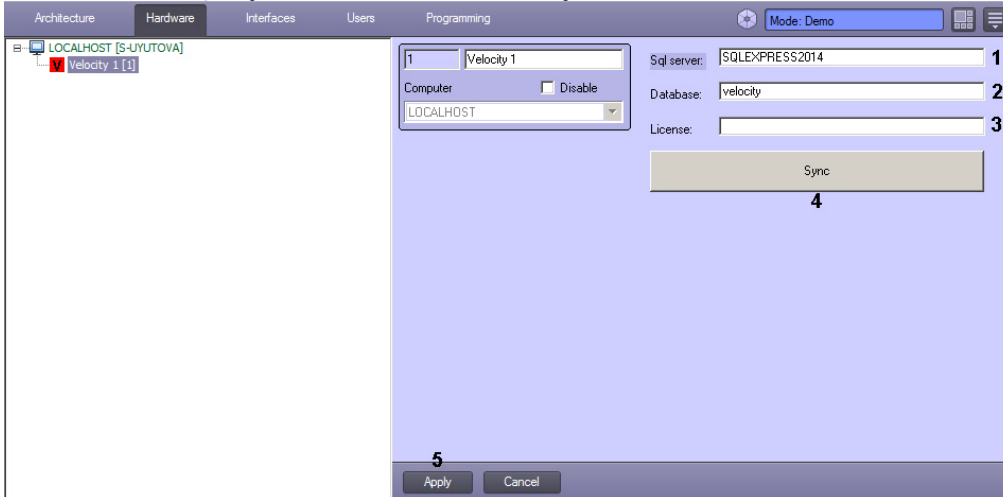 Architecture Hardware Interfaces Users Programming Mode: Demo
LOCALHOST [S-UYUTOVA]
V Velocity 1 [1]
1 Velocity 1
Computer Disable
LOCALHOST
Sql server: SQLEXPRESS2014 1
Database: velocity 2
License: 3
Sync
4
5
Apply Cancel